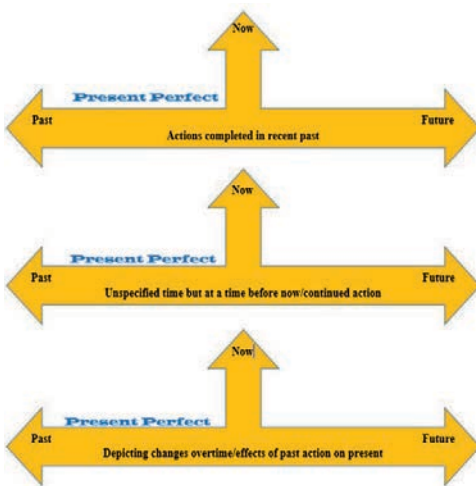 Now
Present Perfect
Past Future
Actions completed in recent past
Now
Present Perfect
Past Future
Unspecified time but at a time before now/continued action
Now
Present Perfect
Past Future
Depicting changes overtime/effects of past action on present